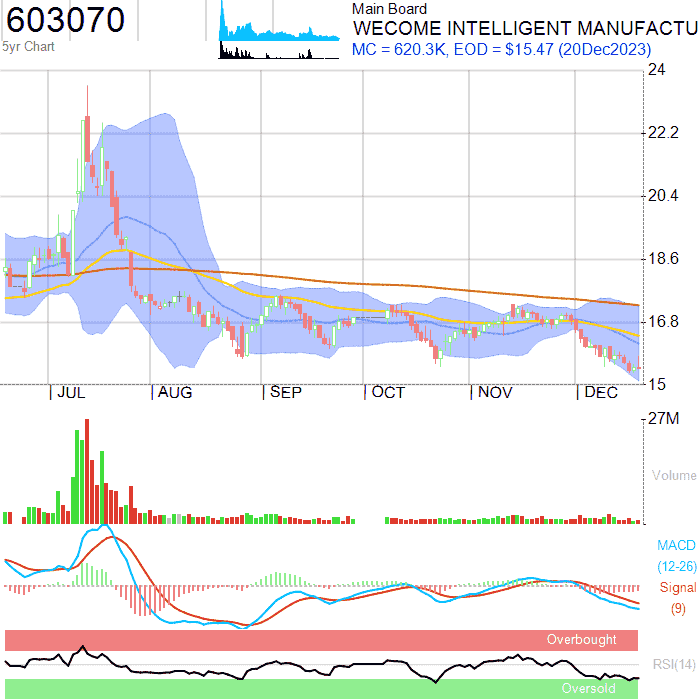 603070
5yr Chart
Main Board
WECOME INTELLIGENT MANUFACTU
MC = 620.3K, EOD = $15.47 (20Dec2023)
24
22.2
20.4
18.6
16.8
15
JUL
AUG
SEP
OCT
NOV
DEC
27M
Volume
MACD
(12-26)
Signal
(9)
Overbought
RSI(14)
Oversold